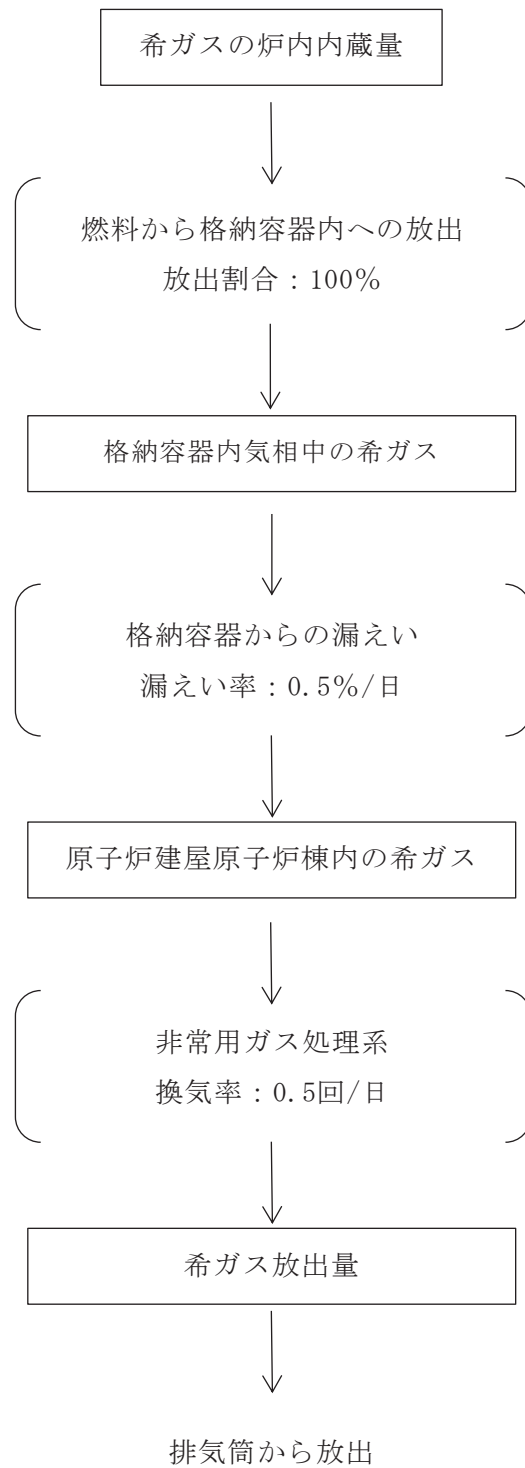 希ガスの炉内内蔵量
燃料から格納容器内への放出
放出割合：100%
格納容器内気相中の希ガス
格納容器からの漏えい
漏えい率：0.5%/日
原子炉建屋原子炉棟内の希ガス
非常用ガス処理系
換気率：0.5回/日
希ガス放出量
排気筒から放出